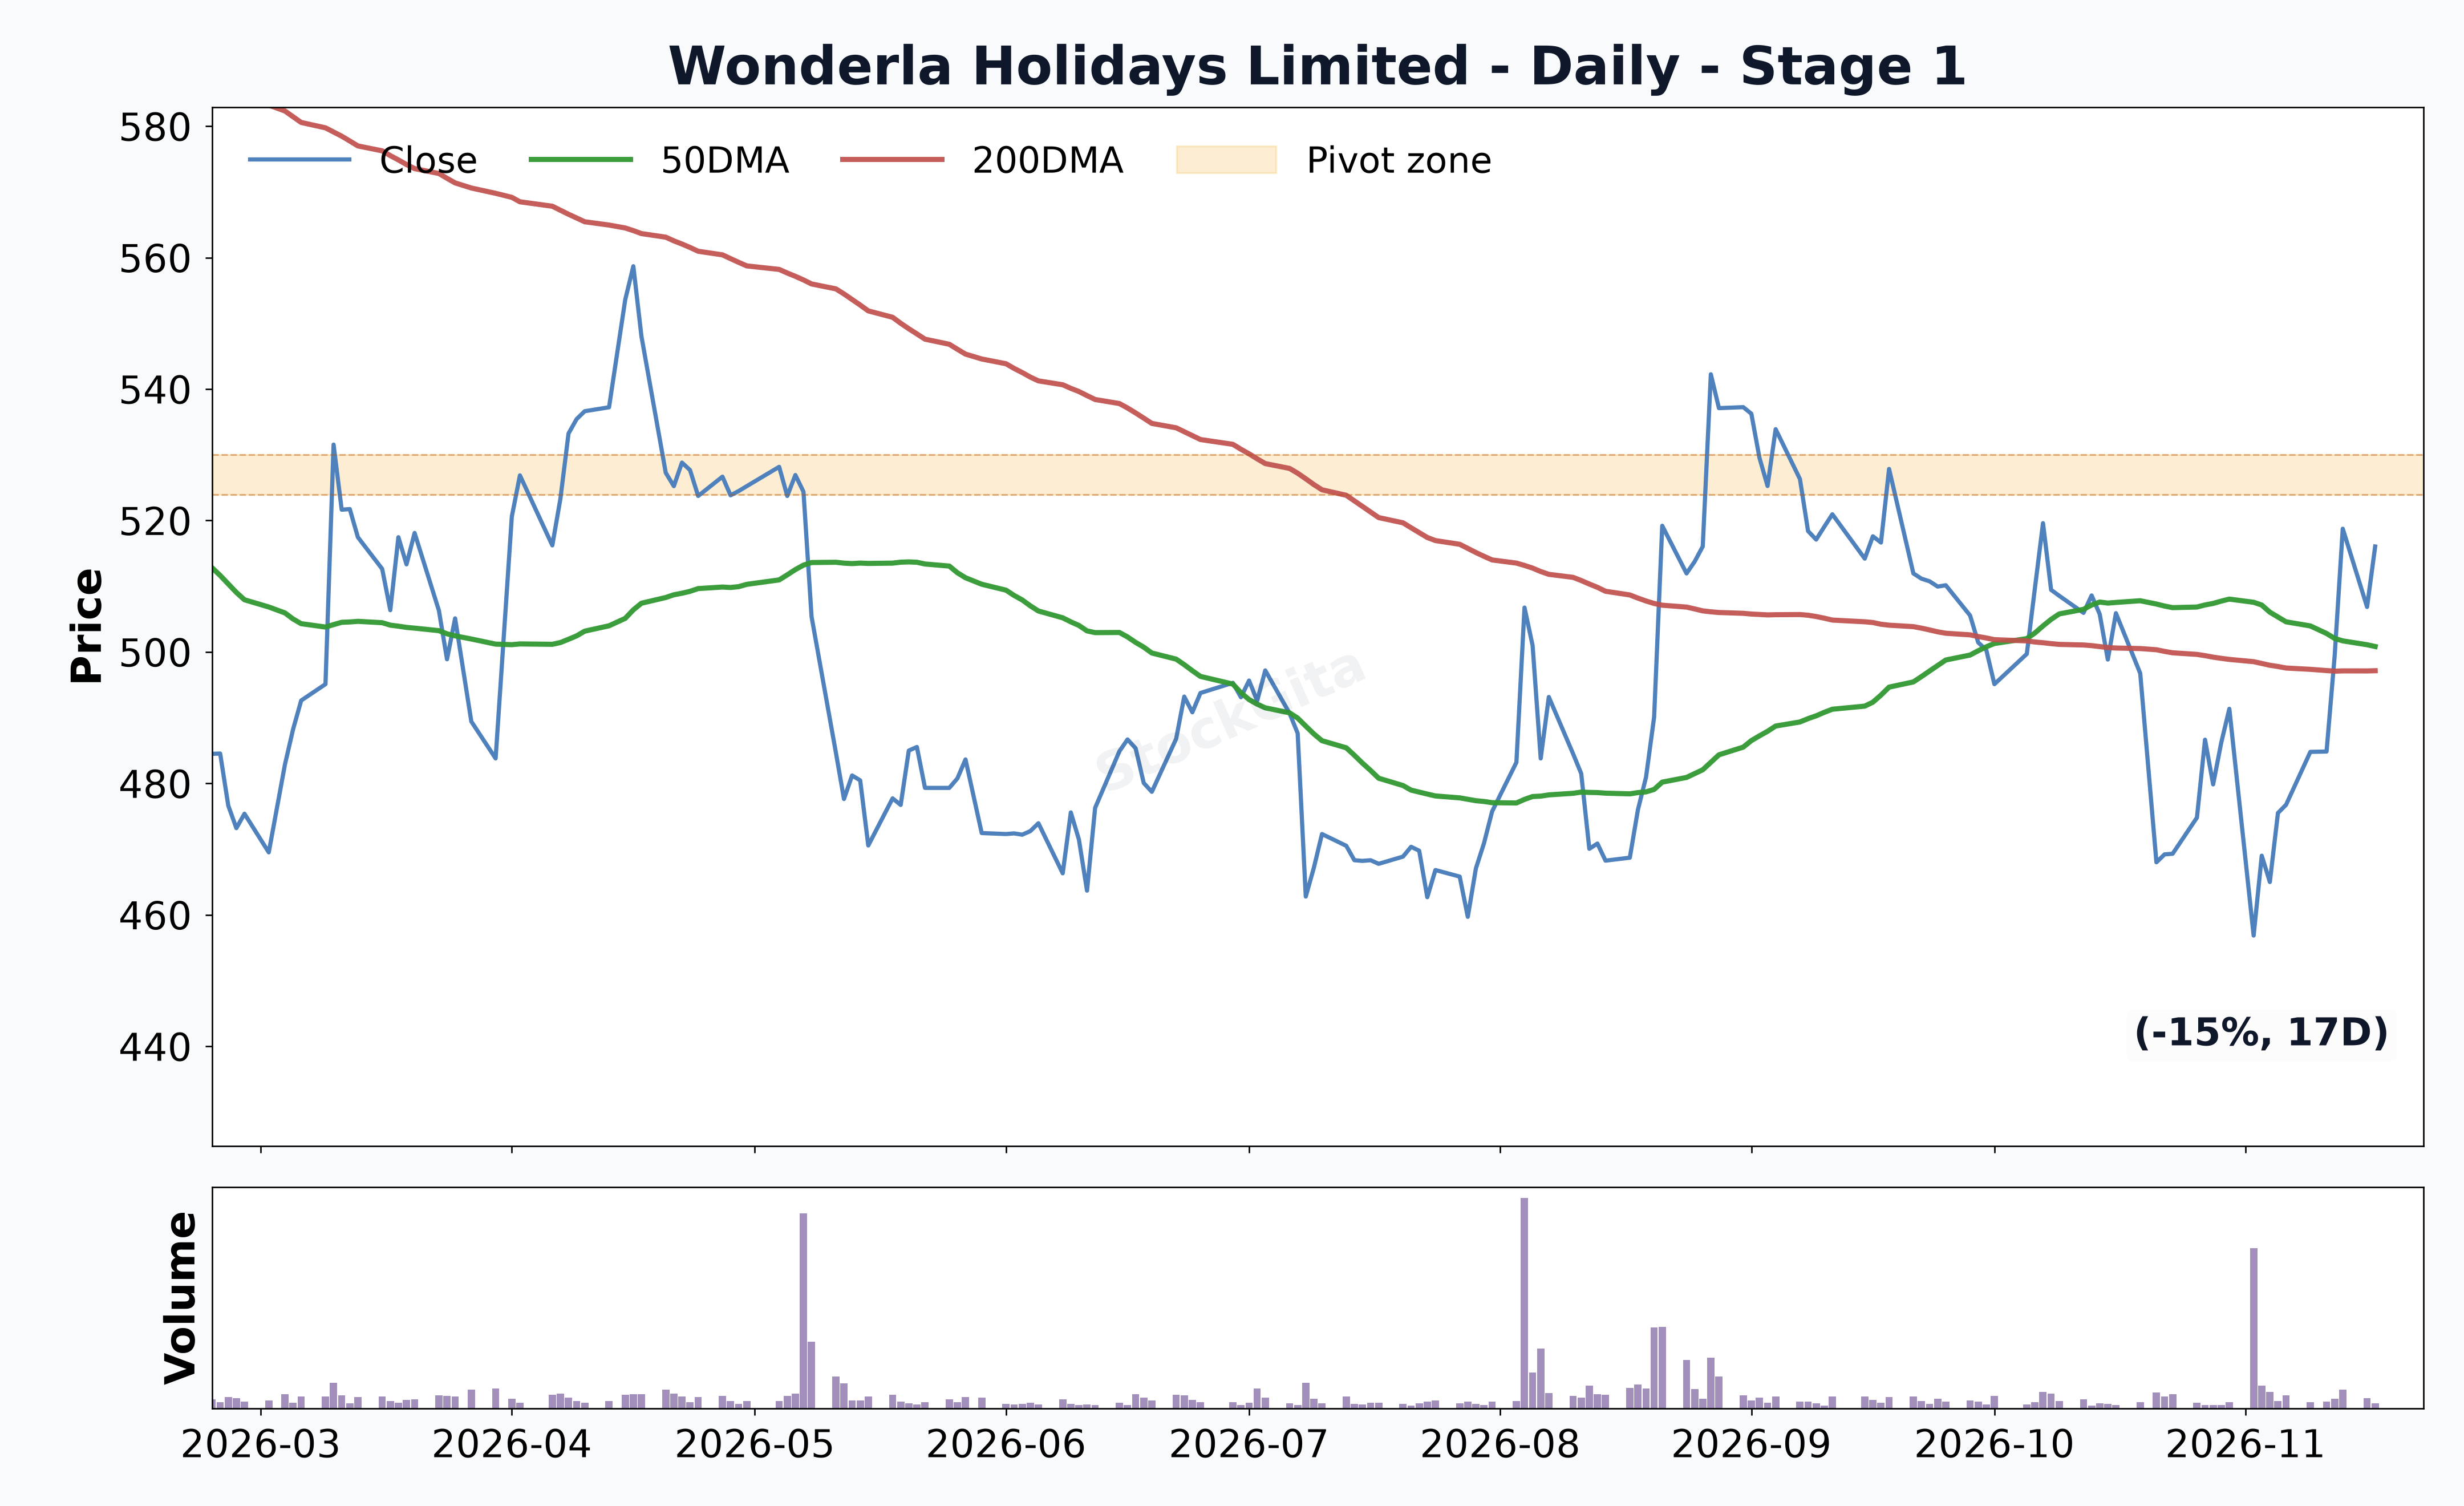 Wonderla Holidays Limited - Daily - Stage 1
Close 50DMA 200DMA Pivot zone
Price
580
560
540
520
500
480
460
440
StockGita
(-15%, 17D)
Volume
2026-03 2026-04 2026-05 2026-06 2026-07 2026-08 2026-09 2026-10 2026-11